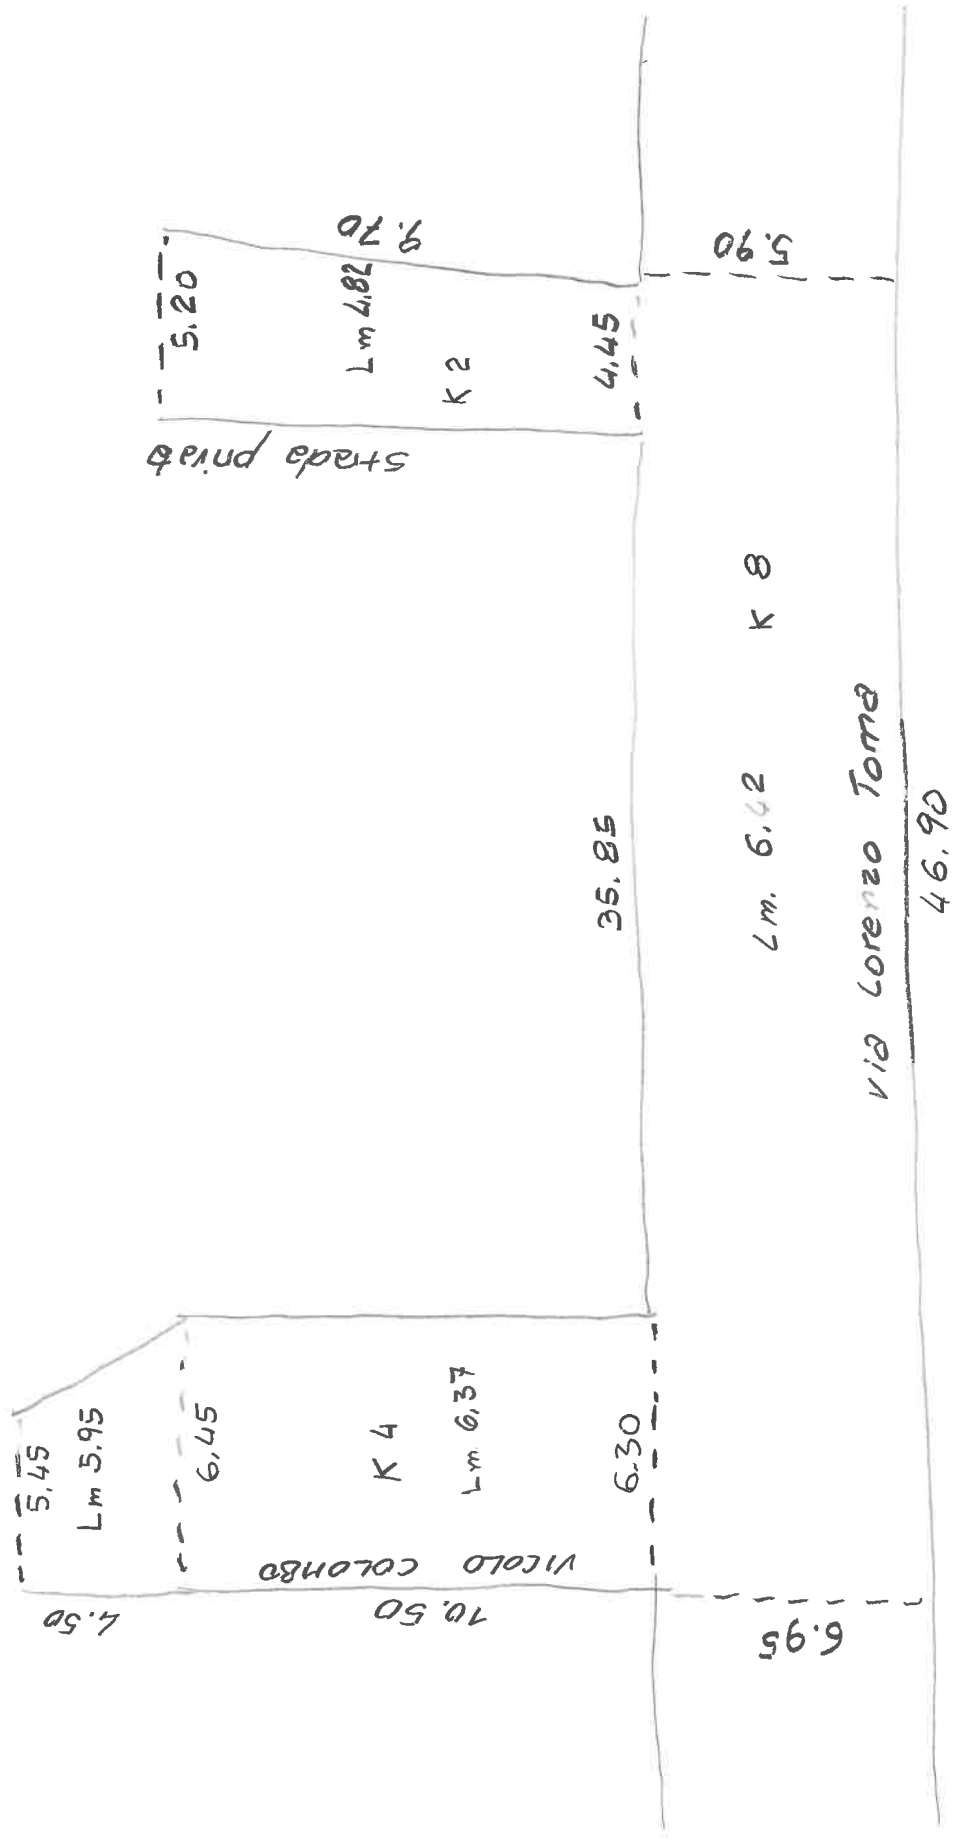 5.45
Lm 5.95
4.50
6,45
K 4
Lm 6,37
6.30
VICOLO COLOMBO
10.50
6.95
35.85
Lm. 6.42 K 8
via Lorenzo Toma
46.90
strada privata
5.20
Lm 4.82
K 2
4.45
9.70
5.90